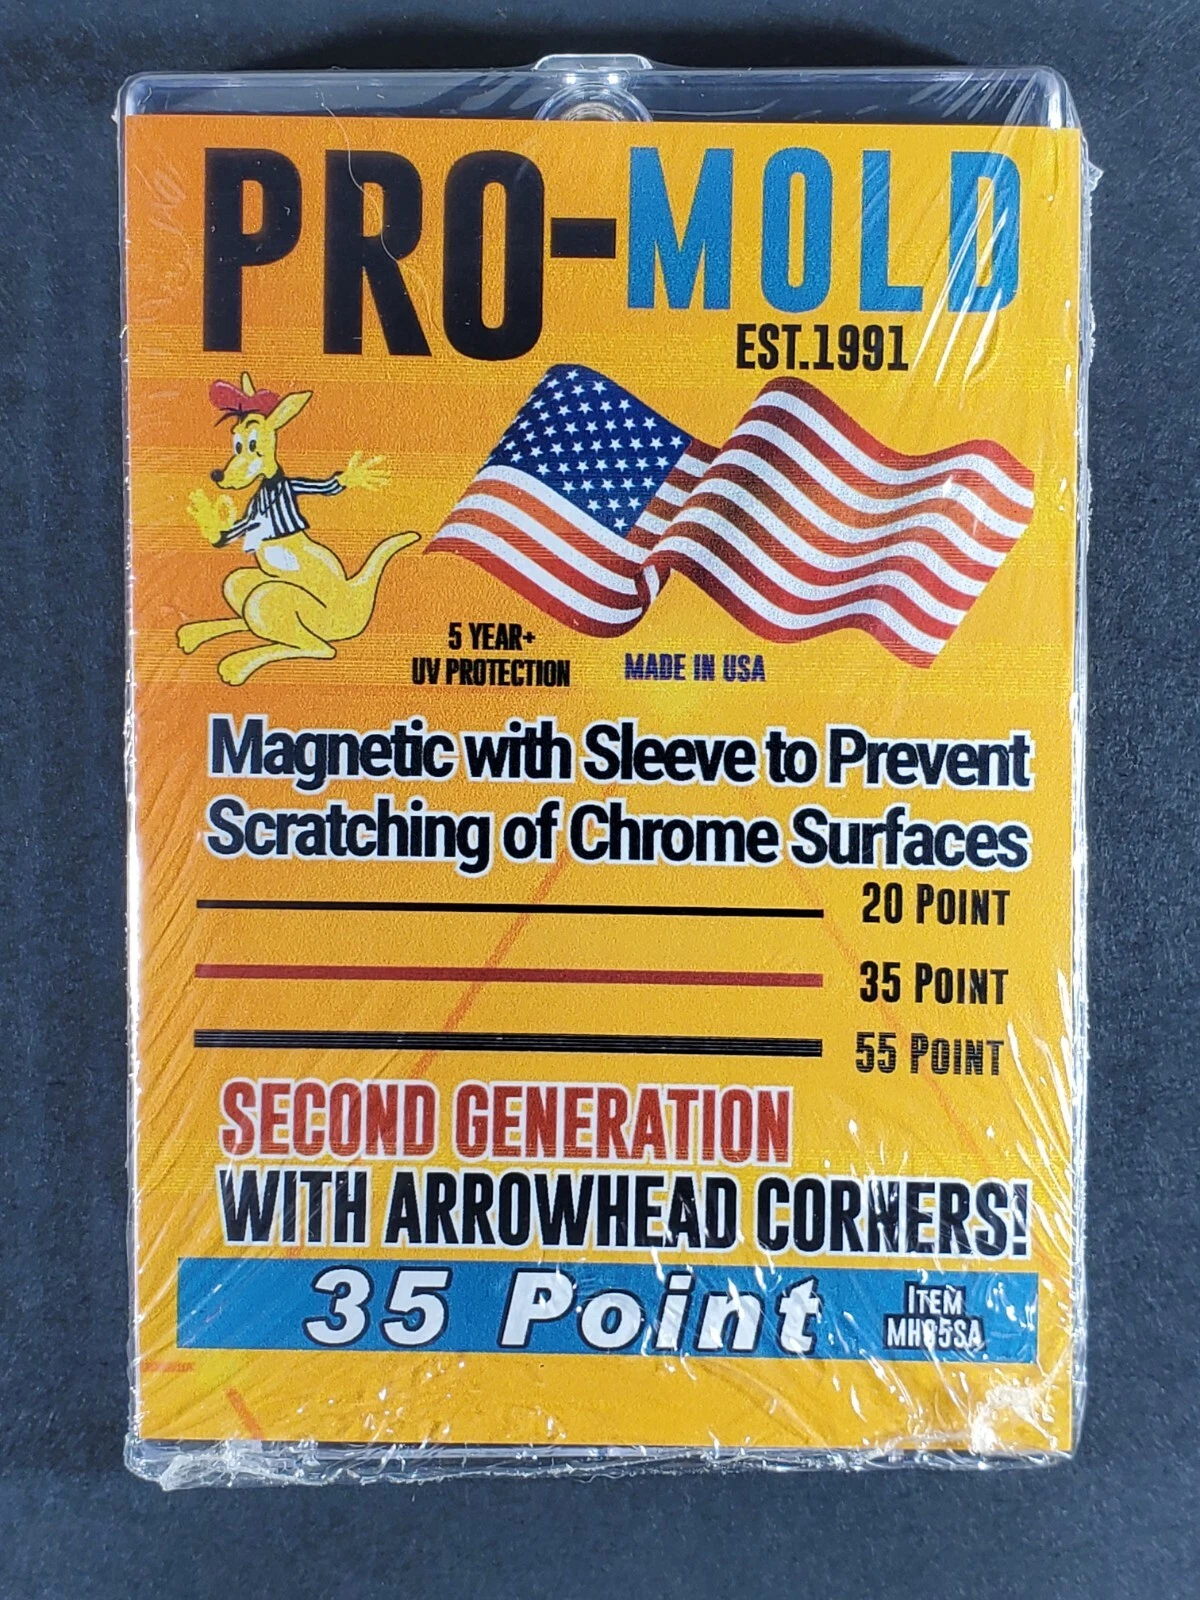 PRO-MOLD
EST.1991
5 YEAR+
UV PROTECTION
MADE IN USA
Magnetic with Sleeve to Prevent
Scratching of Chrome Surfaces
20 POINT
35 POINT
55 POINT
SECOND GENERATION
WITH ARROWHEAD CORNERS!
35 Point
ITEM
MH35SA